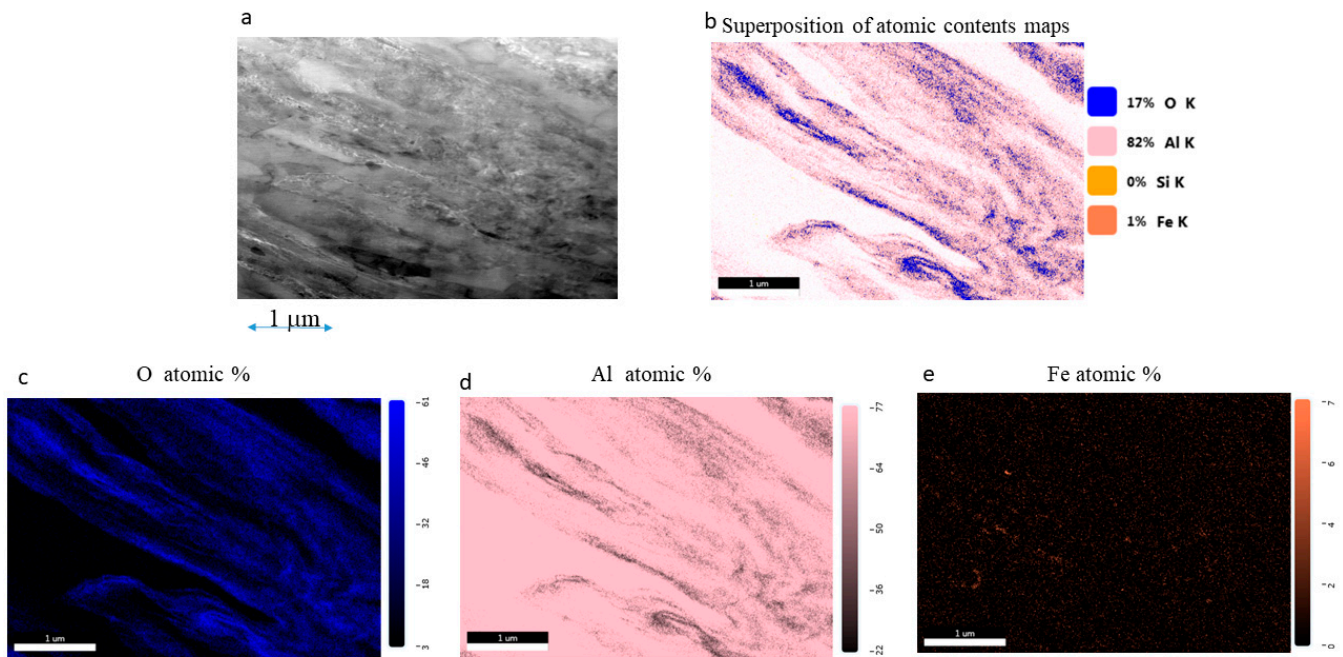 a
1 μm
b
Superposition of atomic contents maps
17% O K
82% Al K
0% Si K
1% Fe K
1 um
c
O atomic %
61
46
32
18
3
1 um
d
Al atomic %
77
64
50
36
22
1 um
e
Fe atomic %
7
6
4
2
0
1 um